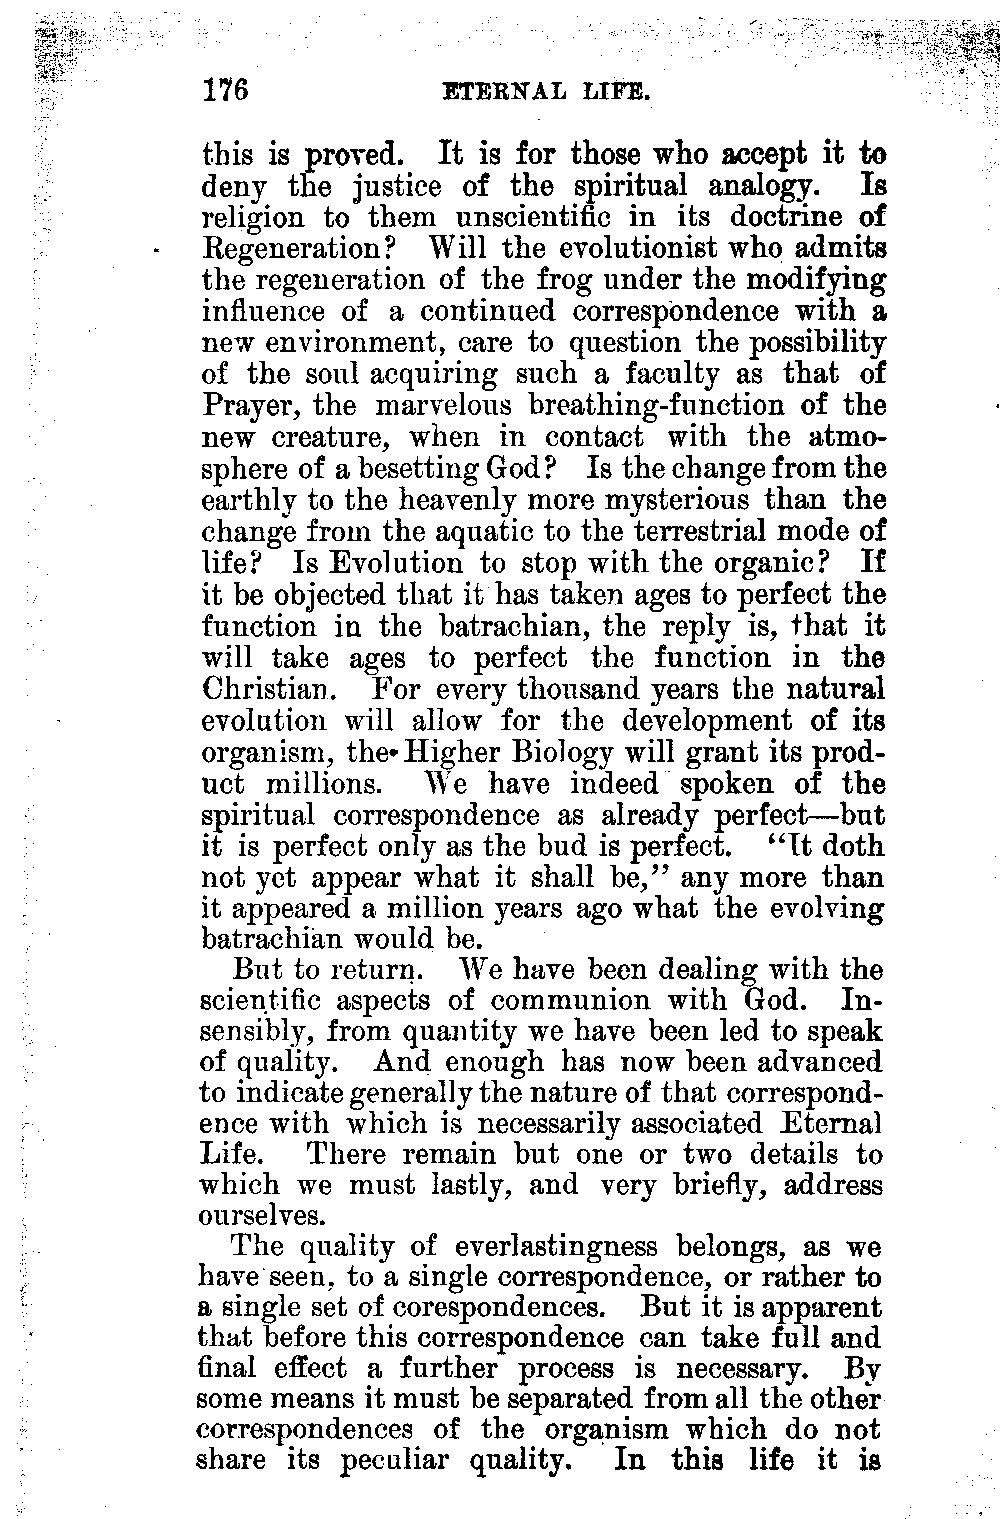 176 ETERNAL LIFE.
this is proved. It is for those who accept it to
deny the justice of the spiritual analogy. Is
religion to them unscientific in its doctrine of
Regeneration? Will the evolutionist who admits
the regeneration of the frog under the modifying
influence of a continued correspondence with a
new environment, care to question the possibility
of the soul acquiring such a faculty as that of
Prayer, the marvelous breathing-function of the
new creature, when in contact with the atmo-
sphere of a besetting God? Is the change from the
earthly to the heavenly more mysterious than the
change from the aquatic to the terrestrial mode of
life? Is Evolution to stop with the organic? If
it be objected that it has taken ages to perfect the
function in the batrachian, the reply is, that it
will take ages to perfect the function in the
Christian. For every thousand years the natural
evolution will allow for the development of its
organism, the Higher Biology will grant its prod-
uct millions. We have indeed spoken of the
spiritual correspondence as already perfect—but
it is perfect only as the bud is perfect. "It doth
not yet appear what it shall be," any more than
it appeared a million years ago what the evolving
batrachian would be.
But to return. We have been dealing with the
scientific aspects of communion with God. In-
sensibly, from quantity we have been led to speak
of quality. And enough has now been advanced
to indicate generally the nature of that correspond-
ence with which is necessarily associated Eternal
Life. There remain but one or two details to
which we must lastly, and very briefly, address
ourselves.
The quality of everlastingness belongs, as we
have seen, to a single correspondence, or rather to
a single set of corespondences. But it is apparent
that before this correspondence can take full and
final effect a further process is necessary. By
some means it must be separated from all the other
correspondences of the organism which do not
share its peculiar quality. In this life it is